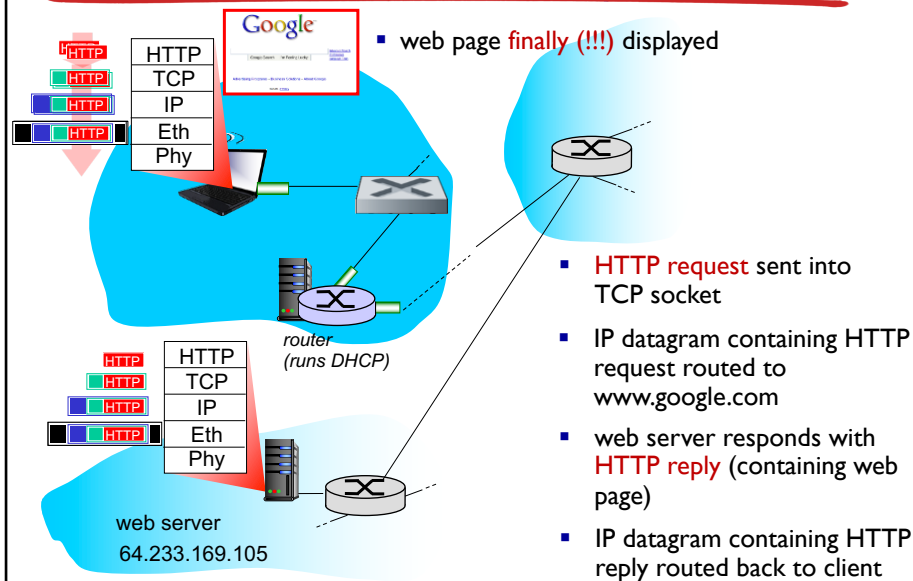 Google
▪ web page finally (!!!) displayed
HTTP
HTTP
HTTP
HTTP
HTTP
TCP
IP
Eth
Phy
router
(runs DHCP)
▪ HTTP request sent into
TCP socket
▪ IP datagram containing HTTP
request routed to
www.google.com
▪ web server responds with
HTTP reply (containing web
page)
▪ IP datagram containing HTTP
reply routed back to client
HTTP
HTTP
HTTP
HTTP
HTTP
TCP
IP
Eth
Phy
web server
64.233.169.105